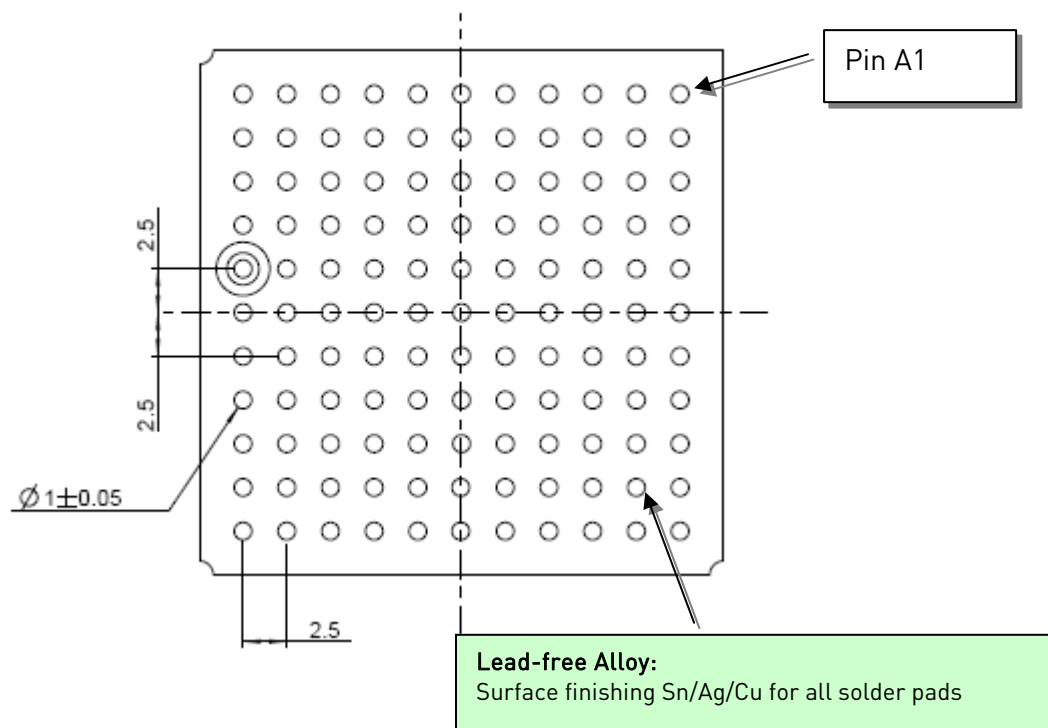 Pin A1
2.5
2.5
Ø 1±0.05
2.5
Lead-free Alloy:
Surface finishing Sn/Ag/Cu for all solder pads